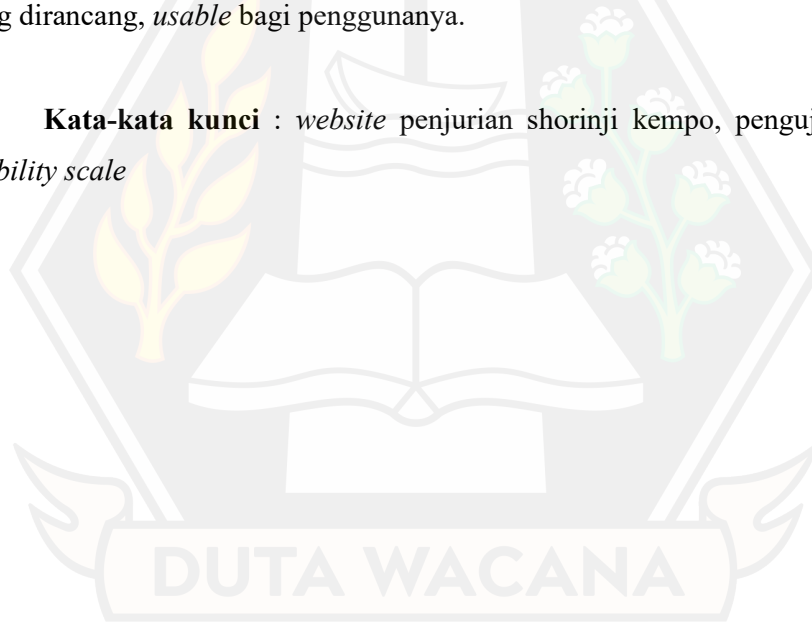 g dirancang, usable bagi penggunanya.
Kata-kata kunci : website penjurian shorinji kempo, penguj
bility scale
DUTA WACANA